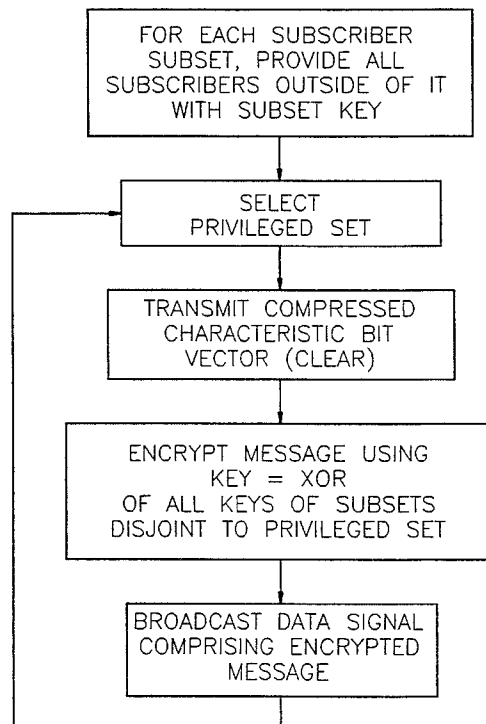 FOR EACH SUBSCRIBER
SUBSET, PROVIDE ALL
SUBSCRIBERS OUTSIDE OF IT
WITH SUBSET KEY
SELECT
PRIVILEGED SET
TRANSMIT COMPRESSED
CHARACTERISTIC BIT
VECTOR (CLEAR)
ENCRYPT MESSAGE USING
KEY = XOR
OF ALL KEYS OF SUBSETS
DISJOINT TO PRIVILEGED SET
BROADCAST DATA SIGNAL
COMPRISING ENCRYPTED
MESSAGE